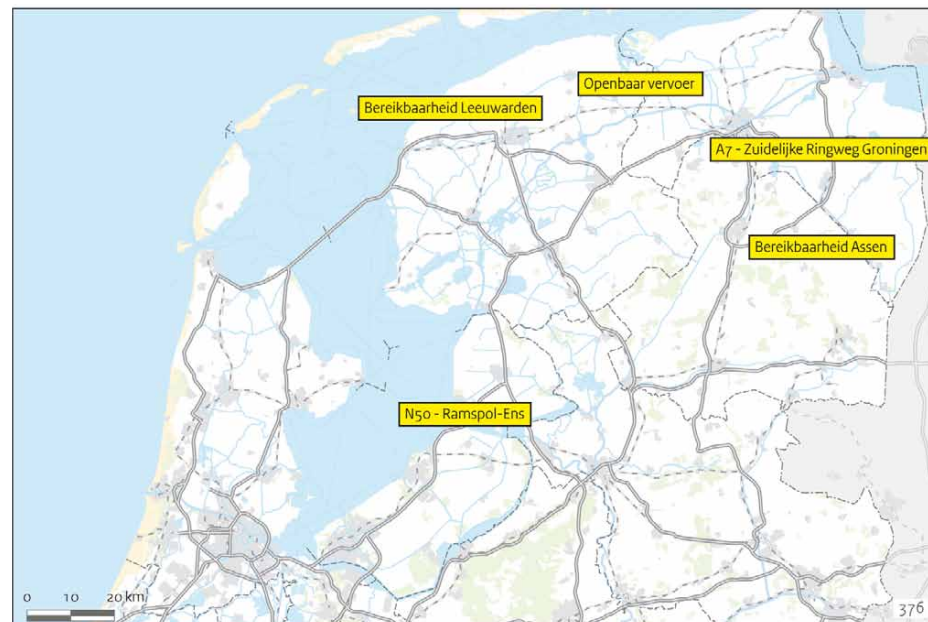 Openbaar vervoer
Bereikbaarheid Leeuwarden
A7 - Zuidelijke Ringweg Groningen
Bereikbaarheid Assen
N50 - Ramspol-Ens
0 10 20 km
376